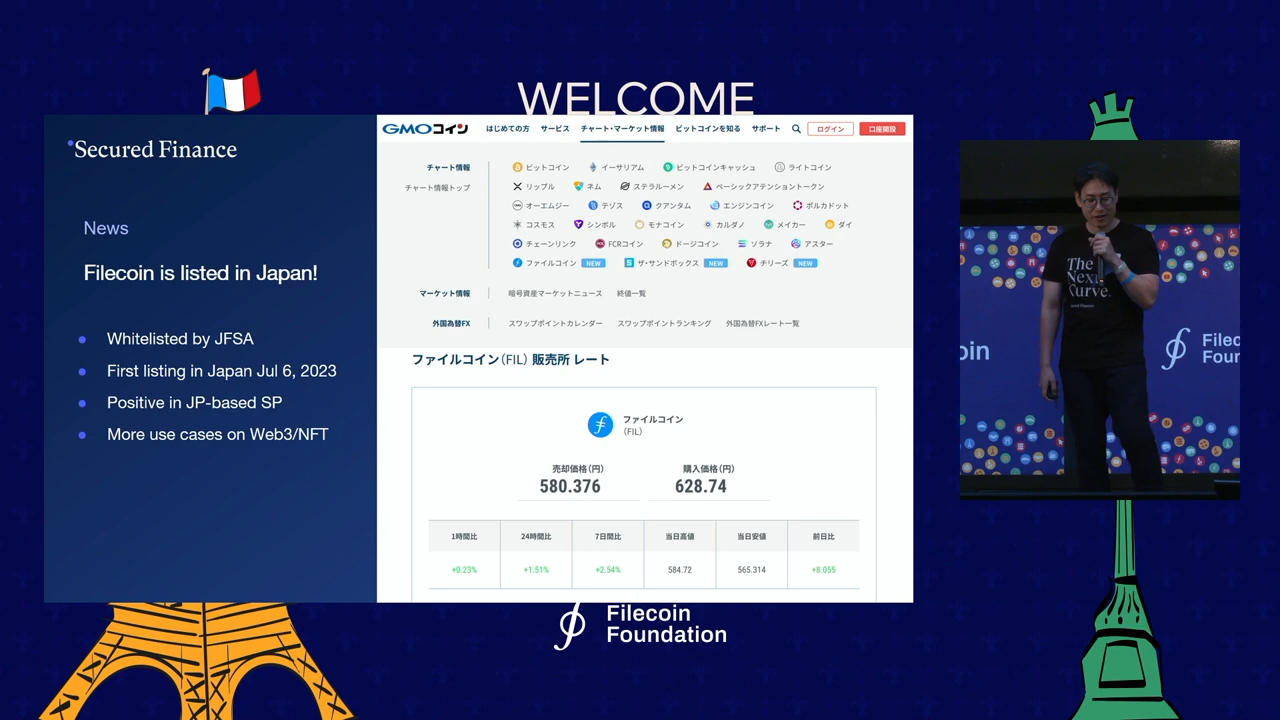 WELCOME
Secured Finance
News
Filecoin is listed in Japan!
Whitelisted by JFSA
First listing in Japan Jul 6, 2023
Positive in JP-based SP
More use cases on Web3/NFT
GMOコイン はじめての方 サービス チャート・マーケット情報 ビットコインを知る サポート ログイン 口座開設
チャート情報 ビットコイン イーサリアム ビットコインキャッシュ ライトコイン
チャート情報トップ リップル ネム ステラルーメン ベーシックアテンショントークン
オーエムジー テゾス クアンタム エンジンコイン ポルカドット
コスモス シンボル モナコイン カルダノ メイカー ダイ
チェーンリンク FCRコイン ドージコイン ソラナ アスター
ファイルコイン NEW ザ・サンドボックス NEW チリーズ NEW
マーケット情報 暗号資産マーケットニュース 終値一覧
外国為替FX スワップポイントカレンダー スワップポイントランキング 外国為替FXレート一覧
ファイルコイン(FIL) 販売所 レート
ファイルコイン
(FIL)
売却価格(円) 購入価格(円)
580.376 628.74
1時間比 24時間比 7日間比 当日高値 当日安値 前日比
+0.23% +1.51% +2.54% 584.72 565.314 +8.055
Filecoin
Foundation
The
Next
Curve.
oin
Filec
Foun